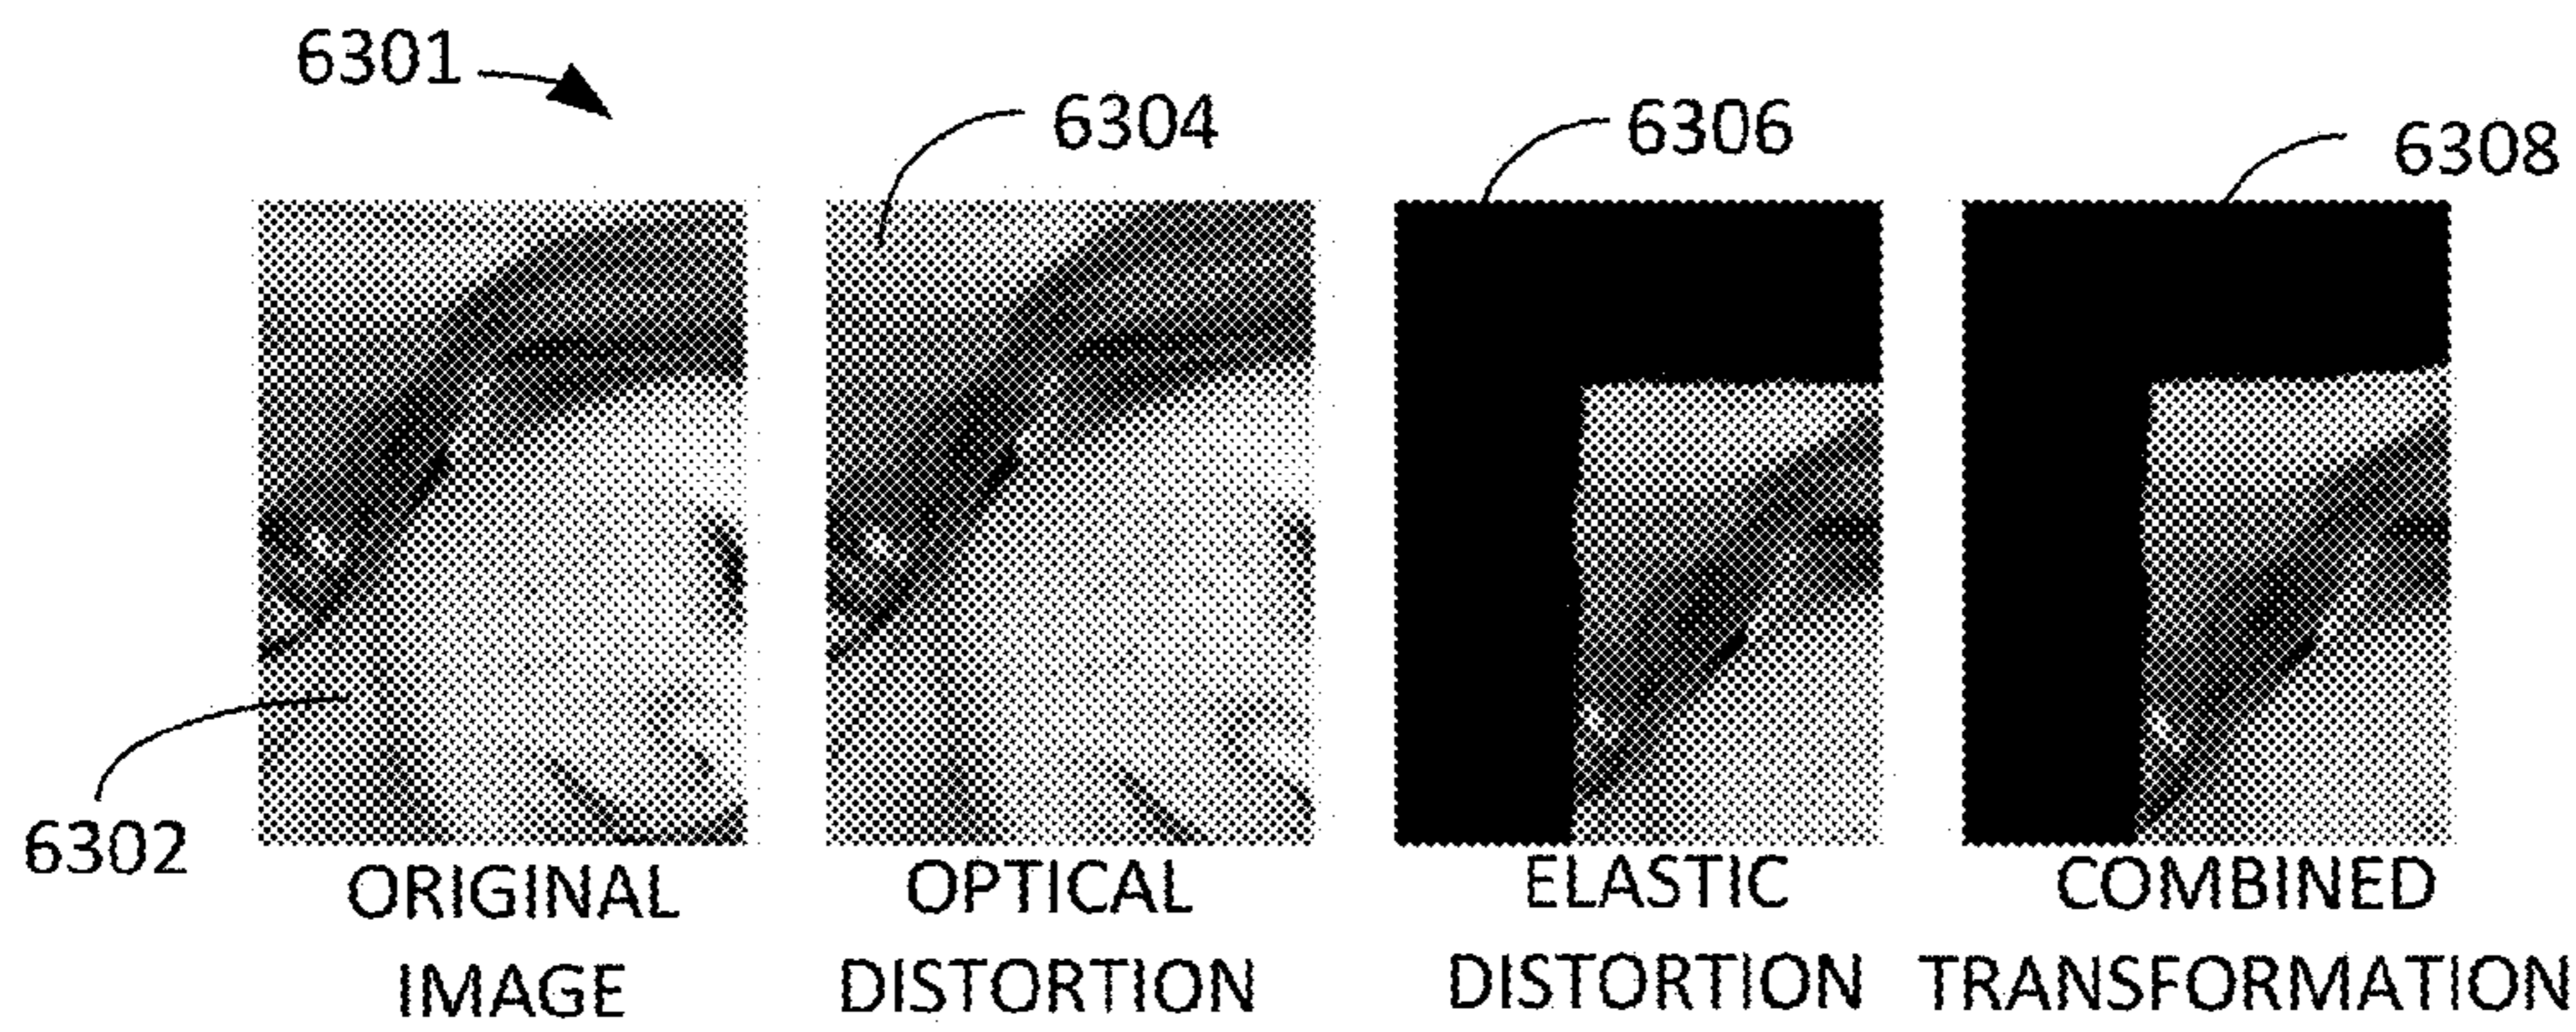 6301
6304
6306
6308
6302
ORIGINAL
IMAGE
OPTICAL
DISTORTION
ELASTIC
DISTORTION
COMBINED
TRANSFORMATION